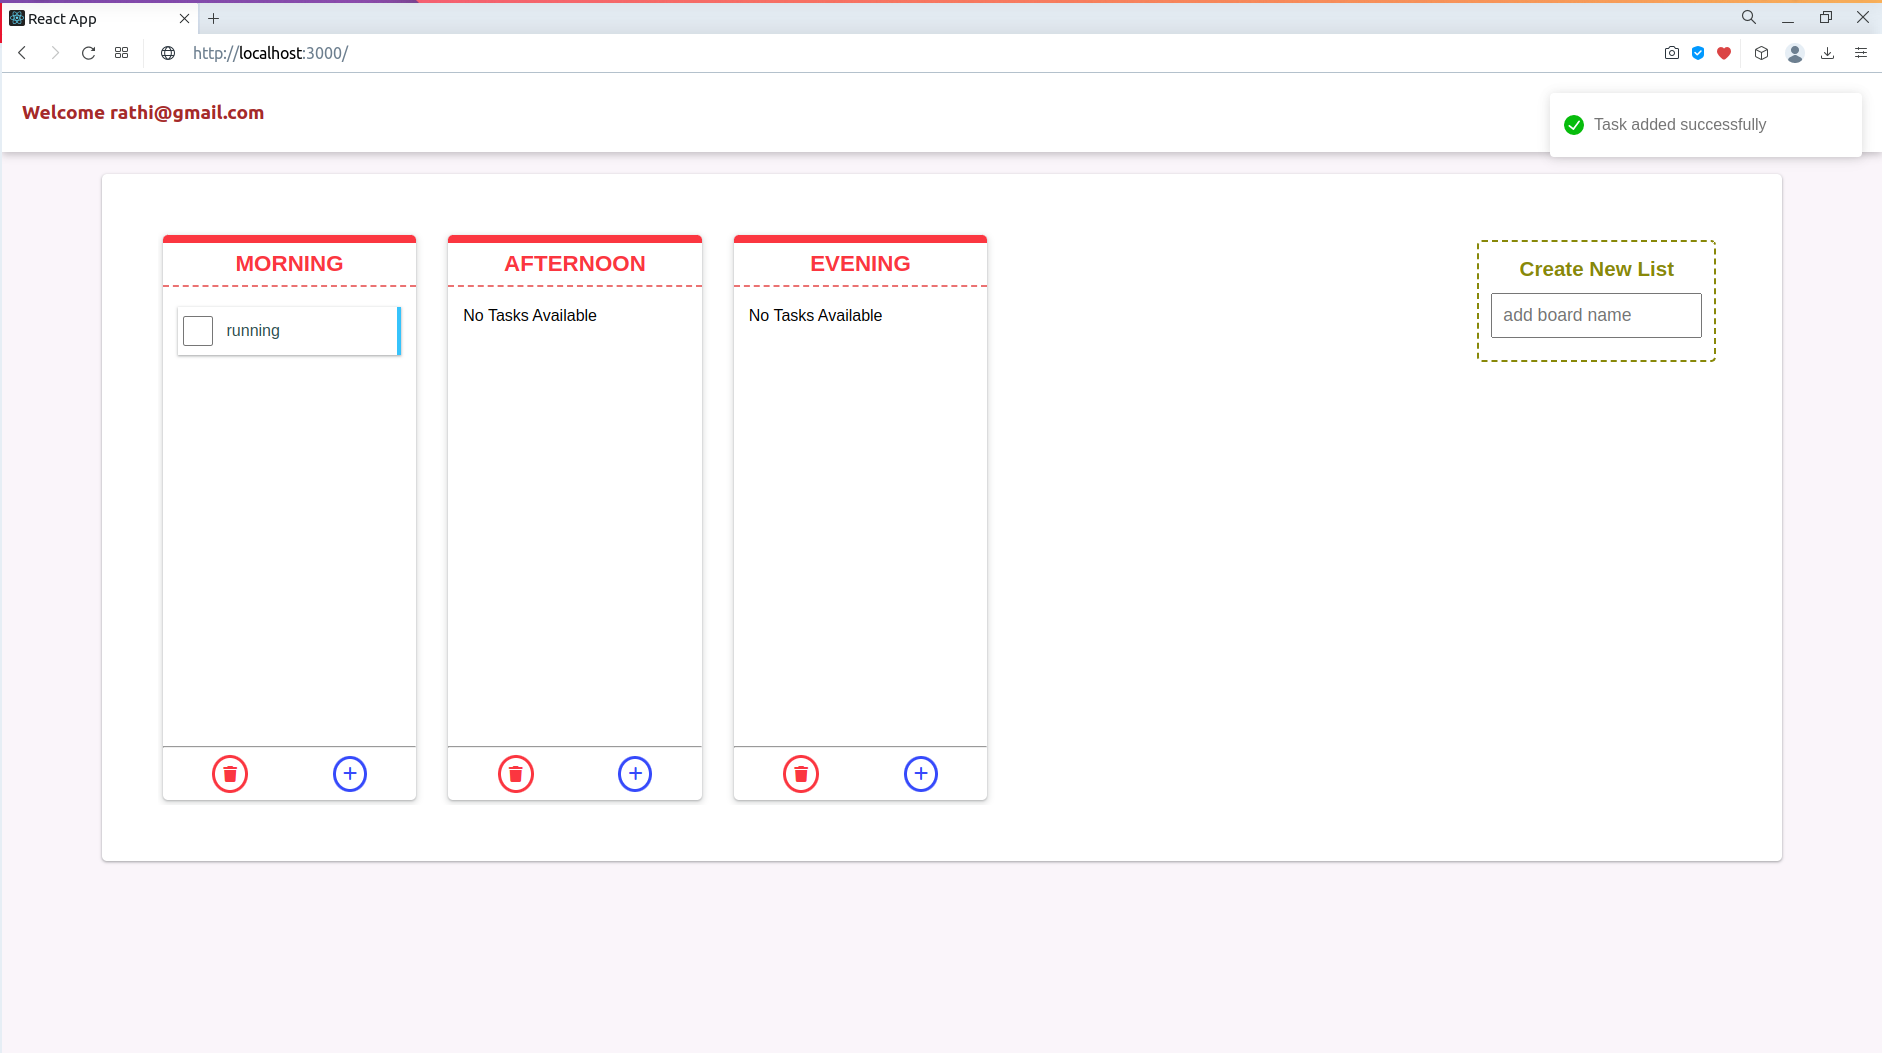 React App
http://localhost:3000/
Welcome rathi@gmail.com
Task added successfully
MORNING
running
AFTERNOON
No Tasks Available
EVENING
No Tasks Available
Create New List
add board name